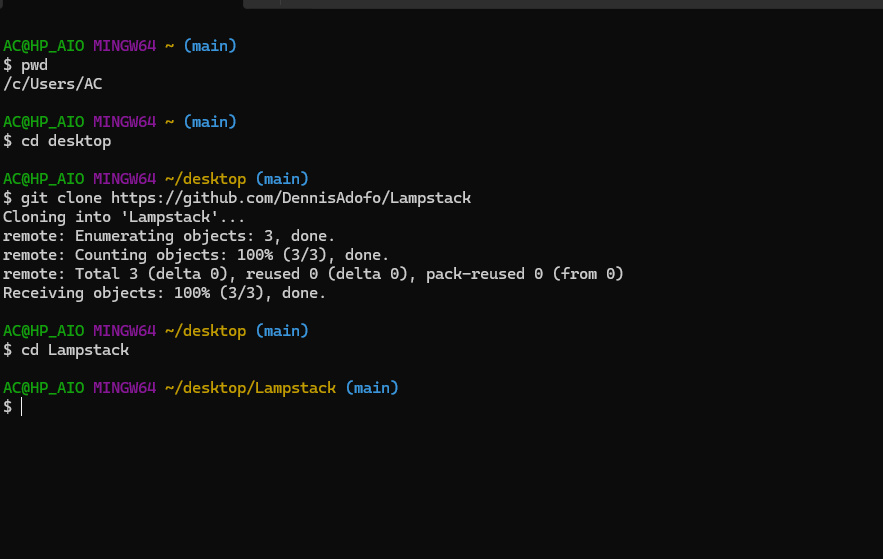 AC@HP_AIO MINGW64 ~ (main)
$ pwd
/c/Users/AC
AC@HP_AIO MINGW64 ~ (main)
$ cd desktop
AC@HP_AIO MINGW64 ~/desktop (main)
$ git clone https://github.com/DennisAdofo/Lampstack
Cloning into 'Lampstack'...
remote: Enumerating objects: 3, done.
remote: Counting objects: 100% (3/3), done.
remote: Total 3 (delta 0), reused 0 (delta 0), pack-reused 0 (from 0)
Receiving objects: 100% (3/3), done.
AC@HP_AIO MINGW64 ~/desktop (main)
$ cd Lampstack
AC@HP_AIO MINGW64 ~/desktop/Lampstack (main)
$